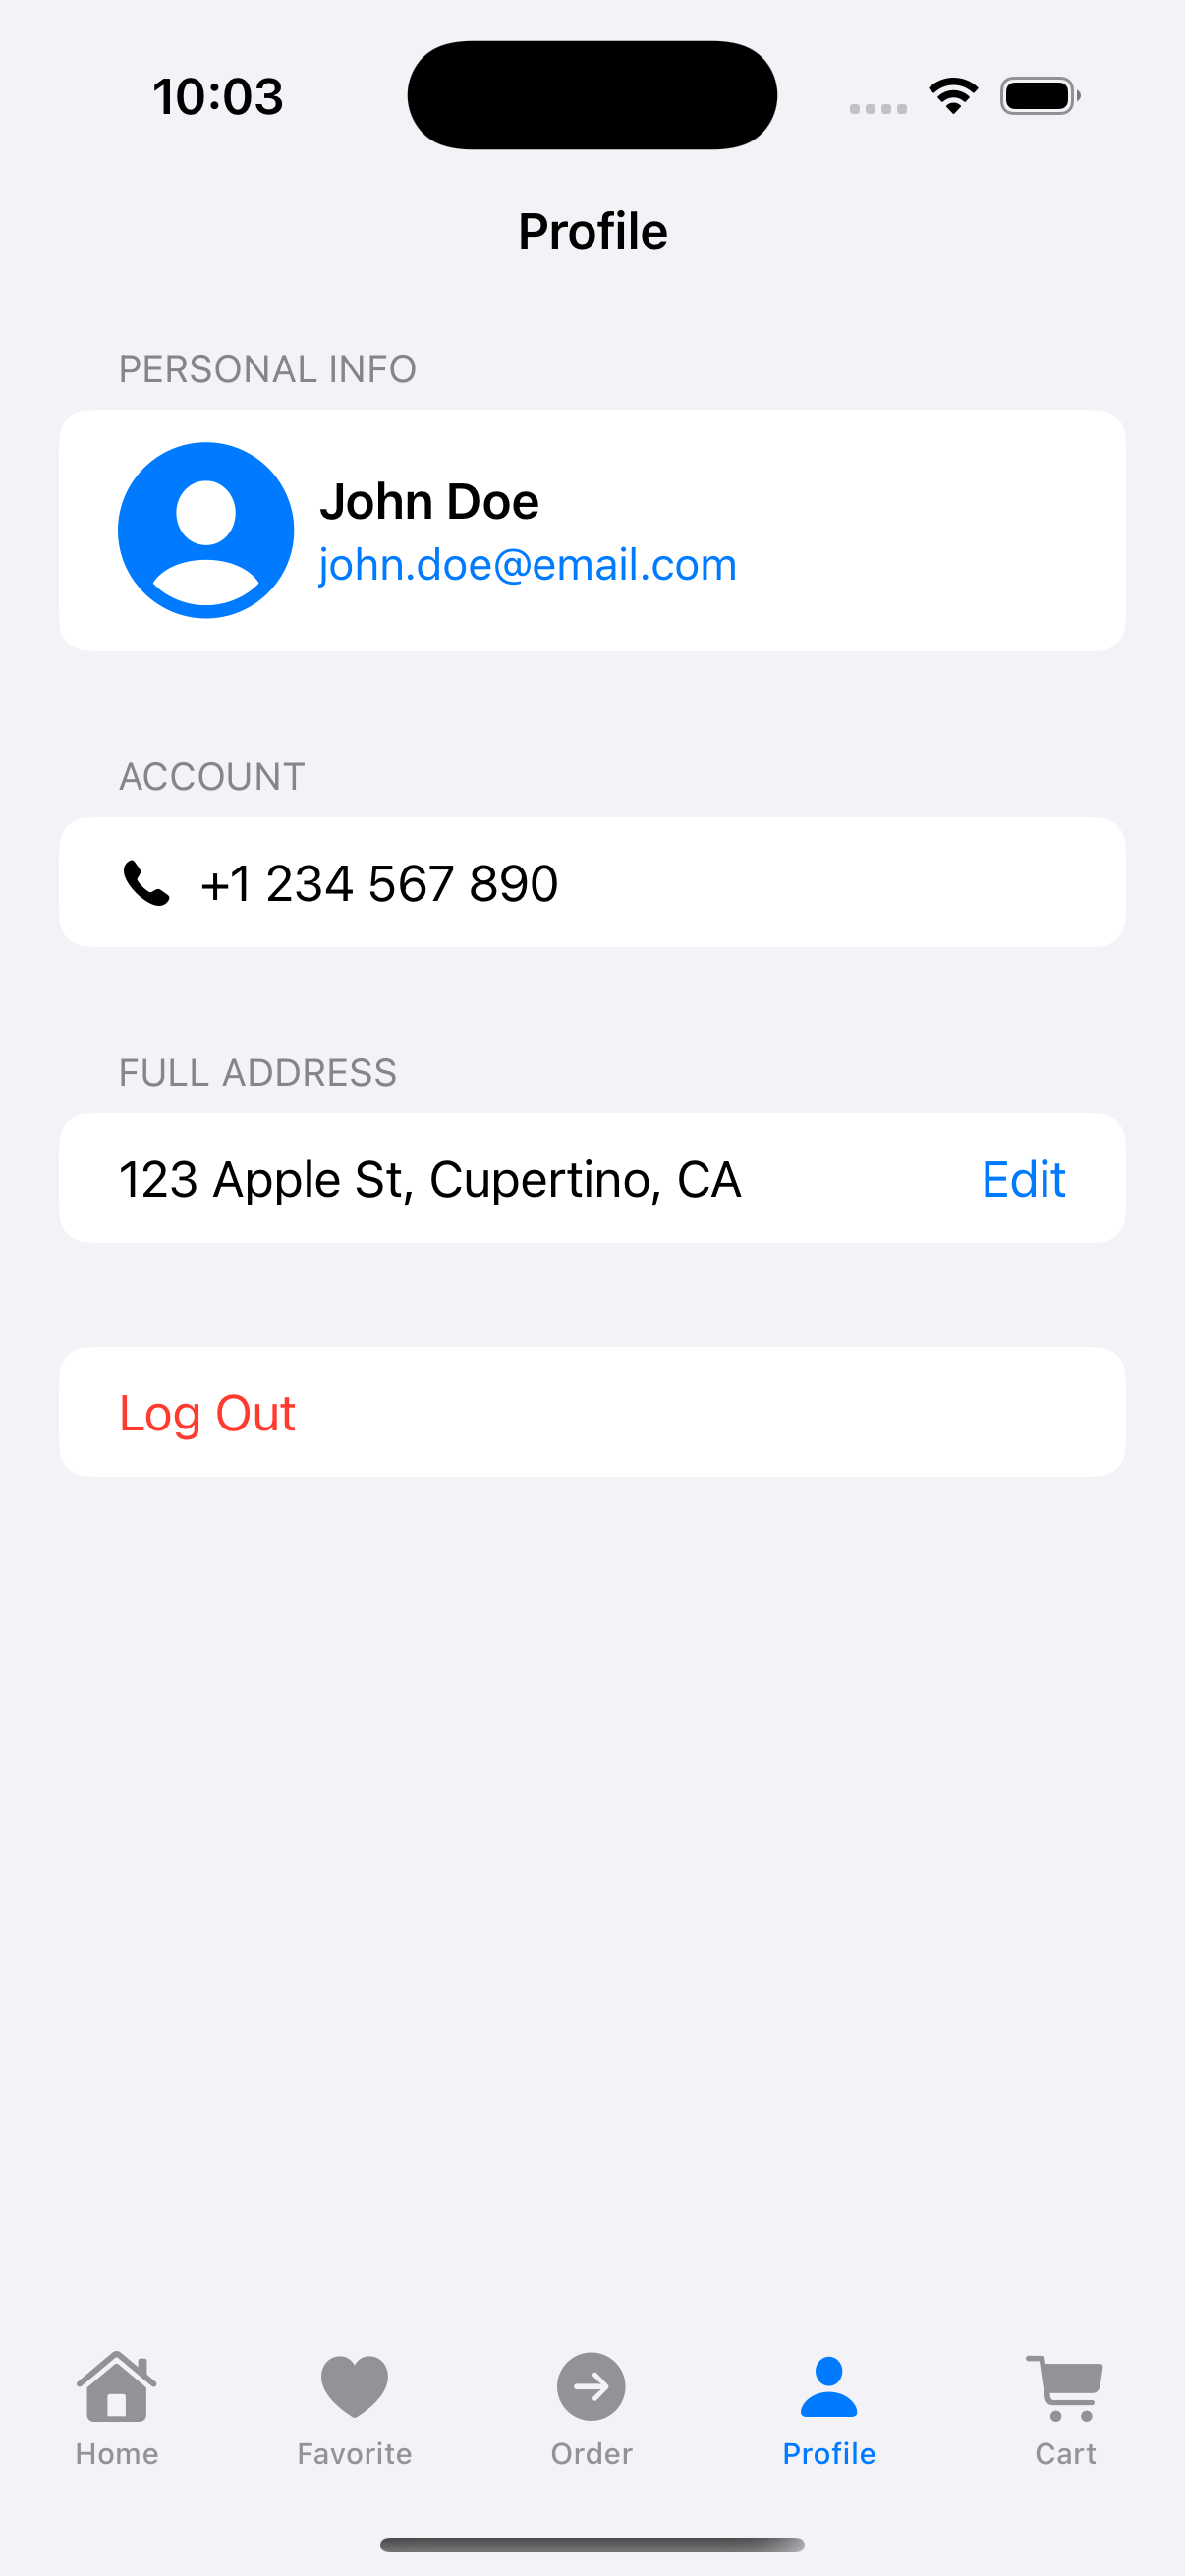 10:03
Profile
PERSONAL INFO
John Doe
john.doe@email.com
ACCOUNT
+1 234 567 890
FULL ADDRESS
123 Apple St, Cupertino, CA
Edit
Log Out
Home
Favorite
Order
Profile
Cart